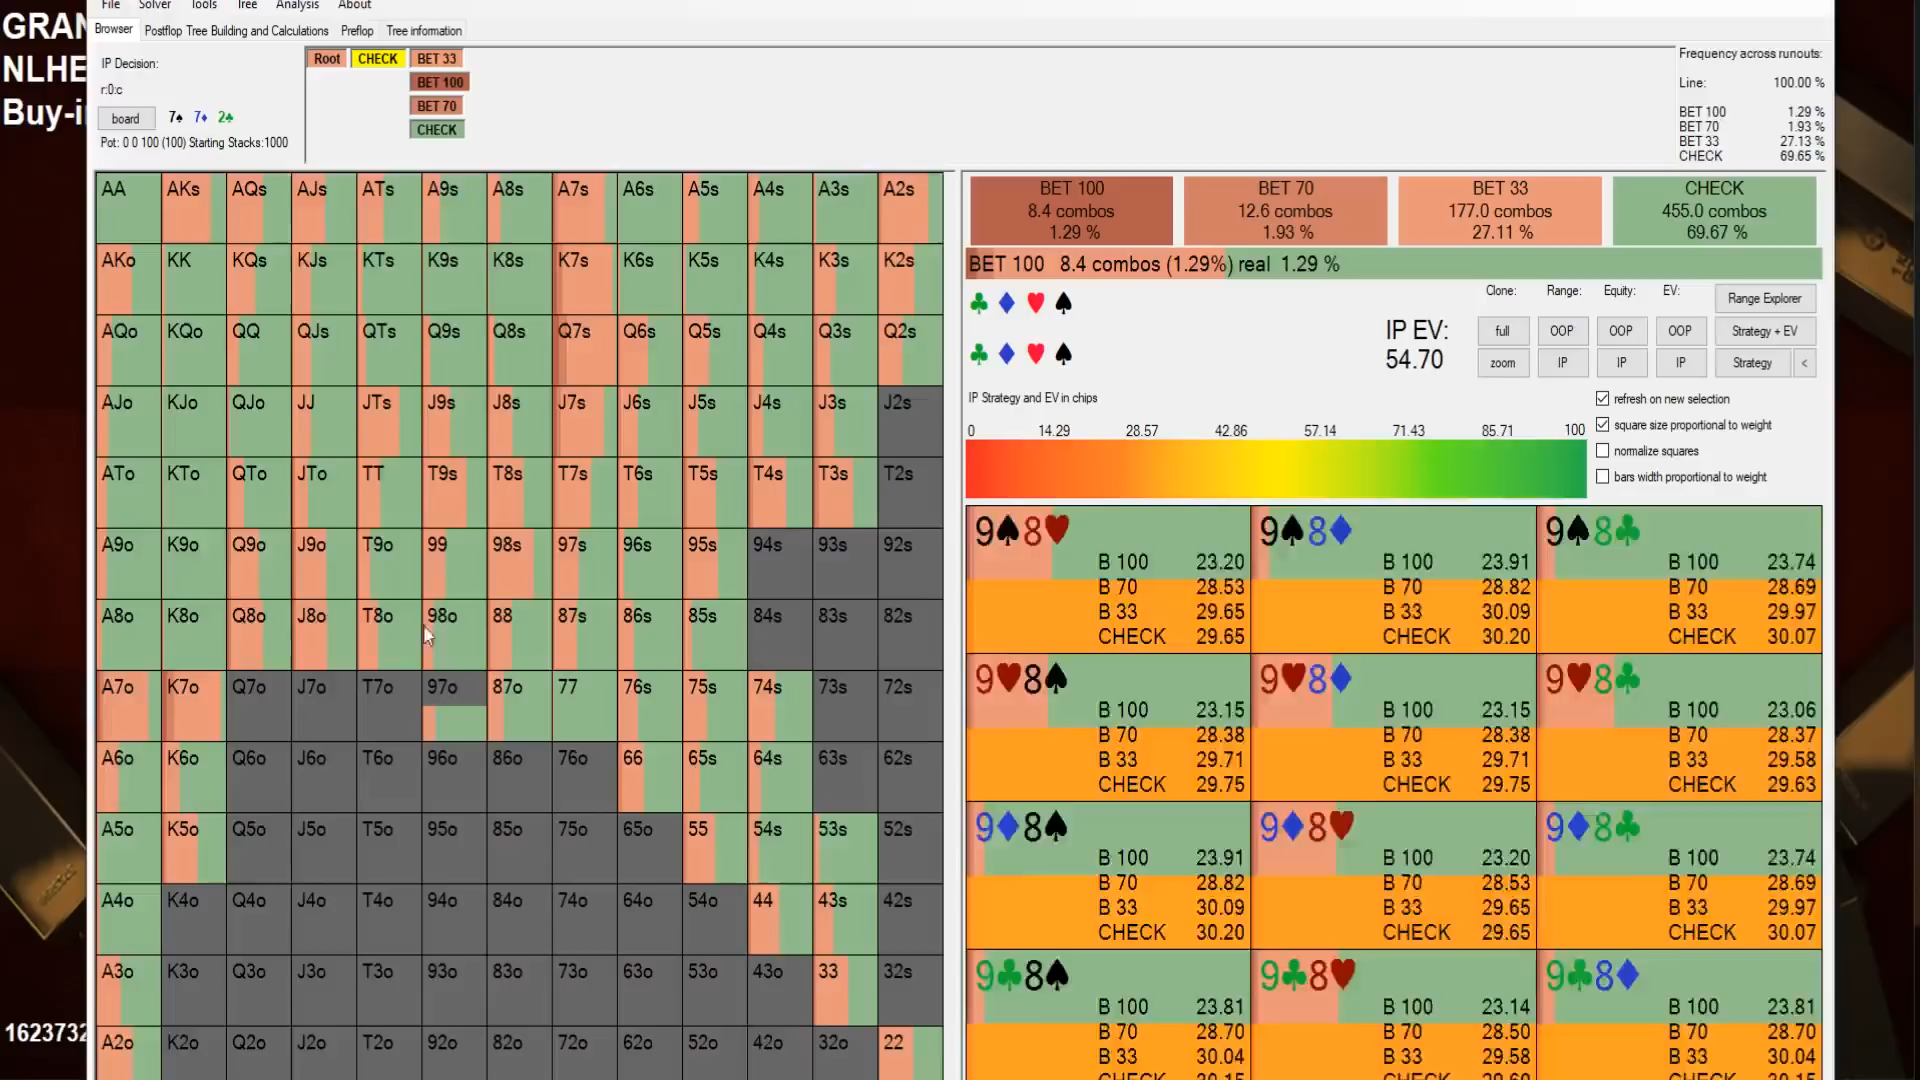 GRAN
NLHE
Buy-i
1623732
File Solver Tools Tree Analysis About
Browser Postflop Tree Building and Calculations Preflop Tree information
IP Decision:
r:0:c
board 7♠ 7♦ 2♣
Pot: 0 0 100 (100) Starting Stacks:1000
Root CHECK BET 33
BET 100
BET 70
CHECK
Frequency across runouts:
Line: 100.00 %
BET 100 1.29 %
BET 70 1.93 %
BET 33 27.13 %
CHECK 69.65 %
AA AKs AQs AJs ATs A9s A8s A7s A6s A5s A4s A3s A2s
AKo KK KQs KJs KTs K9s K8s K7s K6s K5s K4s K3s K2s
AQo KQo QQ QJs QTs Q9s Q8s Q7s Q6s Q5s Q4s Q3s Q2s
AJo KJo QJo JJ JTs J9s J8s J7s J6s J5s J4s J3s J2s
ATo KTo QTo JTo TT T9s T8s T7s T6s T5s T4s T3s T2s
A9o K9o Q9o J9o T9o 99 98s 97s 96s 95s 94s 93s 92s
A8o K8o Q8o J8o T8o 98o 88 87s 86s 85s 84s 83s 82s
A7o K7o Q7o J7o T7o 97o 87o 77 76s 75s 74s 73s 72s
A6o K6o Q6o J6o T6o 96o 86o 76o 66 65s 64s 63s 62s
A5o K5o Q5o J5o T5o 95o 85o 75o 65o 55 54s 53s 52s
A4o K4o Q4o J4o T4o 94o 84o 74o 64o 54o 44 43s 42s
A3o K3o Q3o J3o T3o 93o 83o 73o 63o 53o 43o 33 32s
A2o K2o Q2o J2o T2o 92o 82o 72o 62o 52o 42o 32o 22
BET 100 BET 70 BET 33 CHECK
8.4 combos 12.6 combos 177.0 combos 455.0 combos
1.29 % 1.93 % 27.11 % 69.67 %
BET 100 8.4 combos (1.29%) real 1.29 %
♣ ♦ ♥ ♠
♣ ♦ ♥ ♠
IP EV:
54.70
Clone: Range: Equity: EV: Range Explorer
full OOP OOP OOP Strategy + EV
zoom IP IP IP Strategy <
IP Strategy and EV in chips
refresh on new selection
square size proportional to weight
normalize squares
bars width proportional to weight
0 14.29 28.57 42.86 57.14 71.43 85.71 100
9♠8♥ 9♠8♦ 9♠8♣
B 100 23.20 B 100 23.91 B 100 23.74
B 70 28.53 B 70 28.82 B 70 28.69
B 33 29.65 B 33 30.09 B 33 29.97
CHECK 29.65 CHECK 30.20 CHECK 30.07
9♥8♠ 9♥8♦ 9♥8♣
B 100 23.15 B 100 23.15 B 100 23.06
B 70 28.38 B 70 28.38 B 70 28.37
B 33 29.71 B 33 29.71 B 33 29.58
CHECK 29.75 CHECK 29.75 CHECK 29.63
9♦8♠ 9♦8♥ 9♦8♣
B 100 23.91 B 100 23.20 B 100 23.74
B 70 28.82 B 70 28.53 B 70 28.69
B 33 30.09 B 33 29.65 B 33 29.97
CHECK 30.20 CHECK 29.65 CHECK 30.07
9♣8♠ 9♣8♥ 9♣8♦
B 100 23.81 B 100 23.14 B 100 23.81
B 70 28.70 B 70 28.50 B 70 28.70
B 33 30.04 B 33 29.58 B 33 30.04
CHECK 30.15 CHECK 29.60 CHECK 30.15